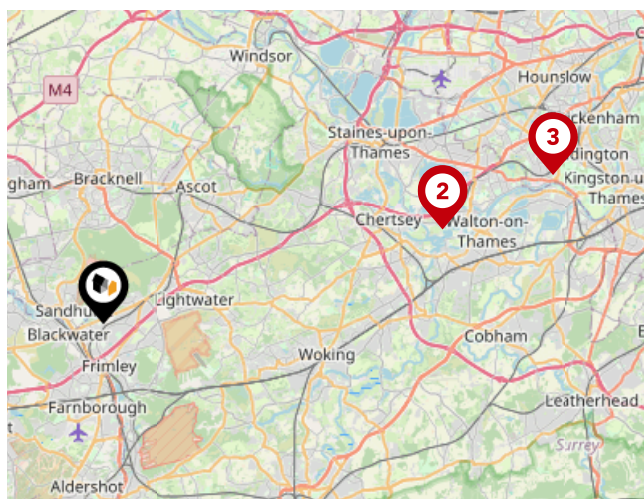 Windsor
Hounslow
M4
3
ckenham
Staines-upon-
Thames
dington
gham
Bracknell
Ascot
2
Kingston-u
Thames
Chertsey
Walton-on-
Thames
Sandhu
Lightwater
Blackwater
Cobham
Woking
Frimley
Farnborough
Leatherhead
Surrey
Aldershot